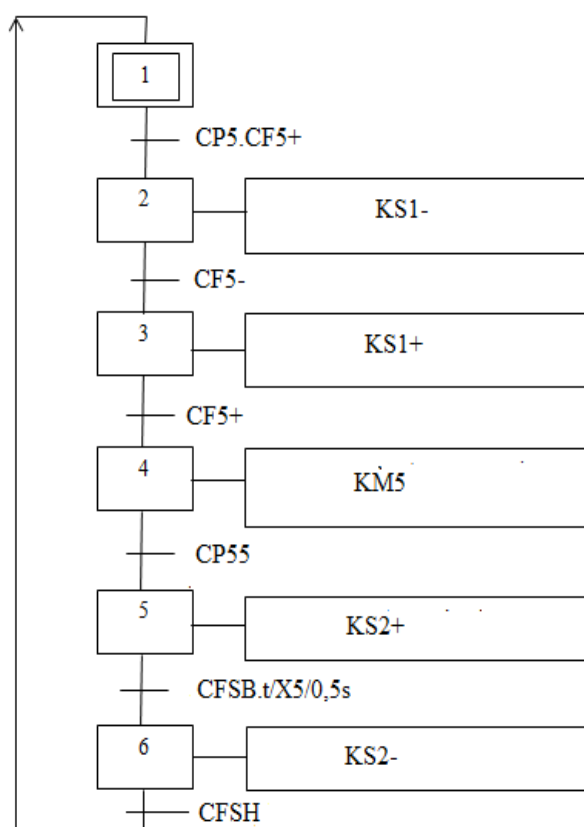 1
CP5.CF5+
2 KS1-
CF5-
3 KS1+
CF5+
4 KM5
CP55
5 KS2+
CFSB.t/X5/0,5s
6 KS2-
CFSH